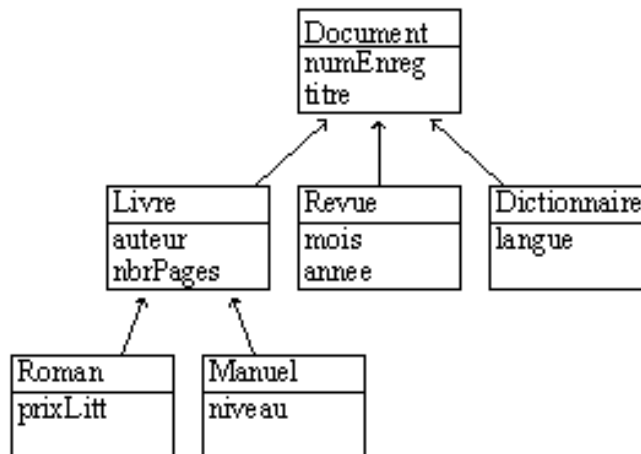 Document
numEnreg
titre
Livre
auteur
nbrPages
Revue
mois
annee
Dictionnaire
langue
Roman
prixLitt
Manuel
niveau